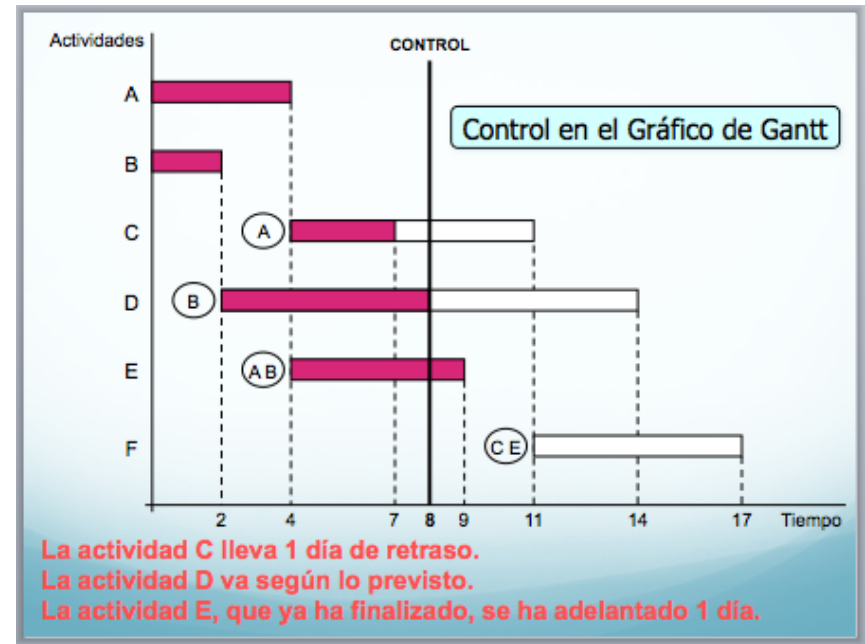 Actividades
CONTROL
A
Control en el Gráfico de Gantt
B
C
A
D
B
E
A B
F
C E
2 4 7 8 9 11 14 17 Tiempo
La actividad C lleva 1 día de retraso.
La actividad D va según lo previsto.
La actividad E, que ya ha finalizado, se ha adelantado 1 día.